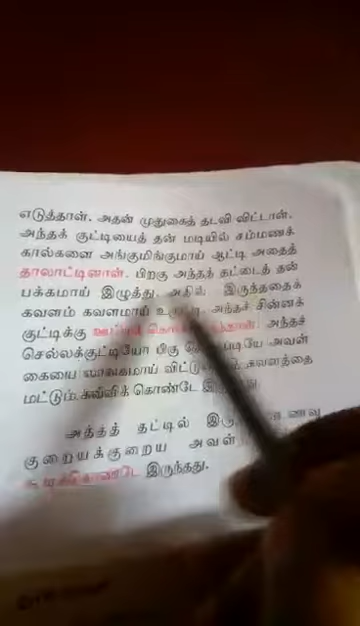 எடுத்தாள். அதன் முதுகைத் தடவி விட்டாள்.
அந்தக் குட்டியைத் தன் மடியில் சம்மணக்
கால்களை அங்குமிங்குமாய் ஆட்டி அதைத்
தாலாட்டினாள். பிறகு அந்தத் தட்டைத் தன்
பக்கமாய் இழுத்து, அதில் இருந்ததைக்
கவளம் கவளமாய் அந்தச் சின்னக்
குட்டிக்கு அந்தச்
செல்லக்குட்டியோ பிகு படியே அவள்
கையை விட்டு கவளத்தை
மட்டும் கவ்விக் கொண்டே
அந்தத் தட்டில்
குறையக்குறைய அவள்
இருந்தது.